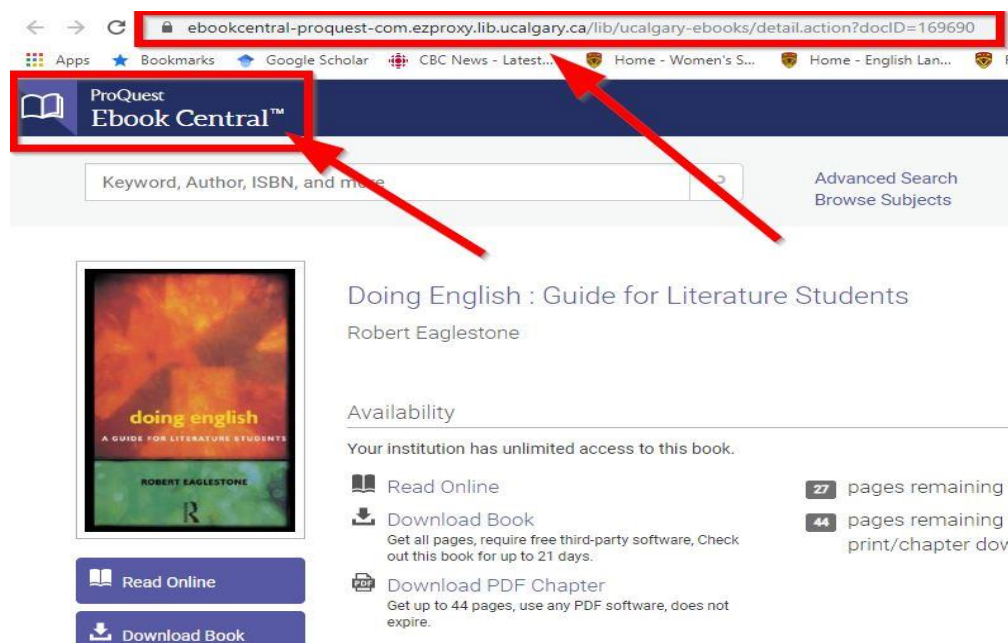 ebookcentral-proquest-com.ezproxy.lib.ucalgary.ca/lib/ucalgary-ebooks/detail.action?docID=169690
Apps Bookmarks Google Scholar CBC News - Latest... Home - Women's S... Home - English Lan...
ProQuest
Ebook Central™
Keyword, Author, ISBN, and more
Advanced Search
Browse Subjects
Doing English : Guide for Literature Students
Robert Eaglestone
doing english
A GUIDE FOR LITERATURE STUDENTS
ROBERT EAGLESTONE
R
Availability
Your institution has unlimited access to this book.
Read Online
27 pages remaining
Download Book
Get all pages, require free third-party software, Check
out this book for up to 21 days.
44 pages remaining
print/chapter dow
PDF
Download PDF Chapter
Get up to 44 pages, use any PDF software, does not
expire.
Read Online
Download Book